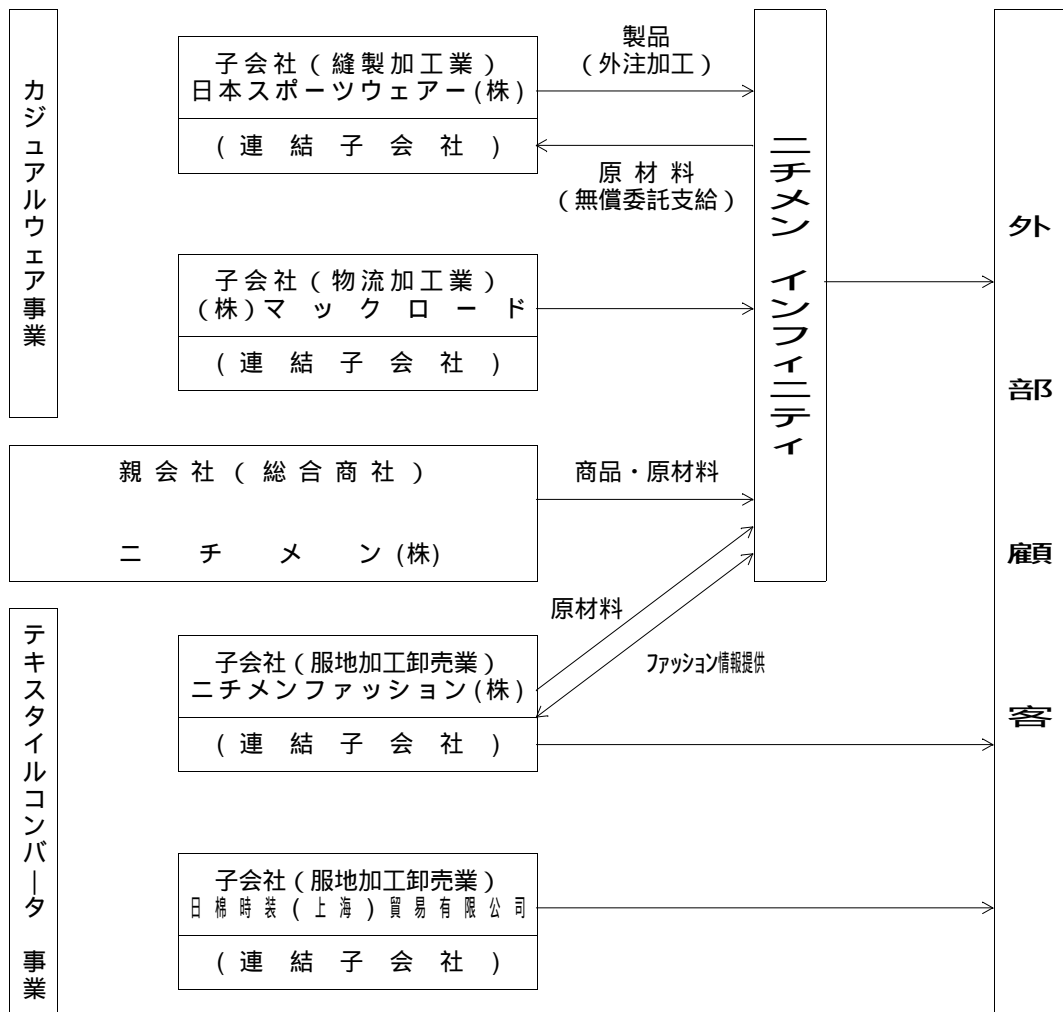 カジュアルウェア事業
子会社(縫製加工業)
日本スポーツウェアー(株)
(連結子会社)
製品
(外注加工)
原材料
(無償委託支給)
子会社(物流加工業)
(株)マックロード
(連結子会社)
ニチメン インフィニティ
外部顧客
親会社(総合商社)
ニチメン(株)
商品・原材料
テキスタイルコンバータ 事業
子会社(服地加工卸売業)
ニチメンファッション(株)
(連結子会社)
原材料
ファッション情報提供
子会社(服地加工卸売業)
日棉時装(上海)貿易有限公司
(連結子会社)